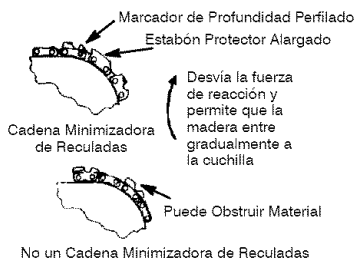 Marcador de Profundidad Perfilado
Estabón Protector Alargado
Desvía la fuerza
de reacción y
permite que la
madera entre
gradualmente a
la cuchilla
Cadena Minimizadora
de Reculadas
Puede Obstruir Material
No un Cadena Minimizadora de Reculadas